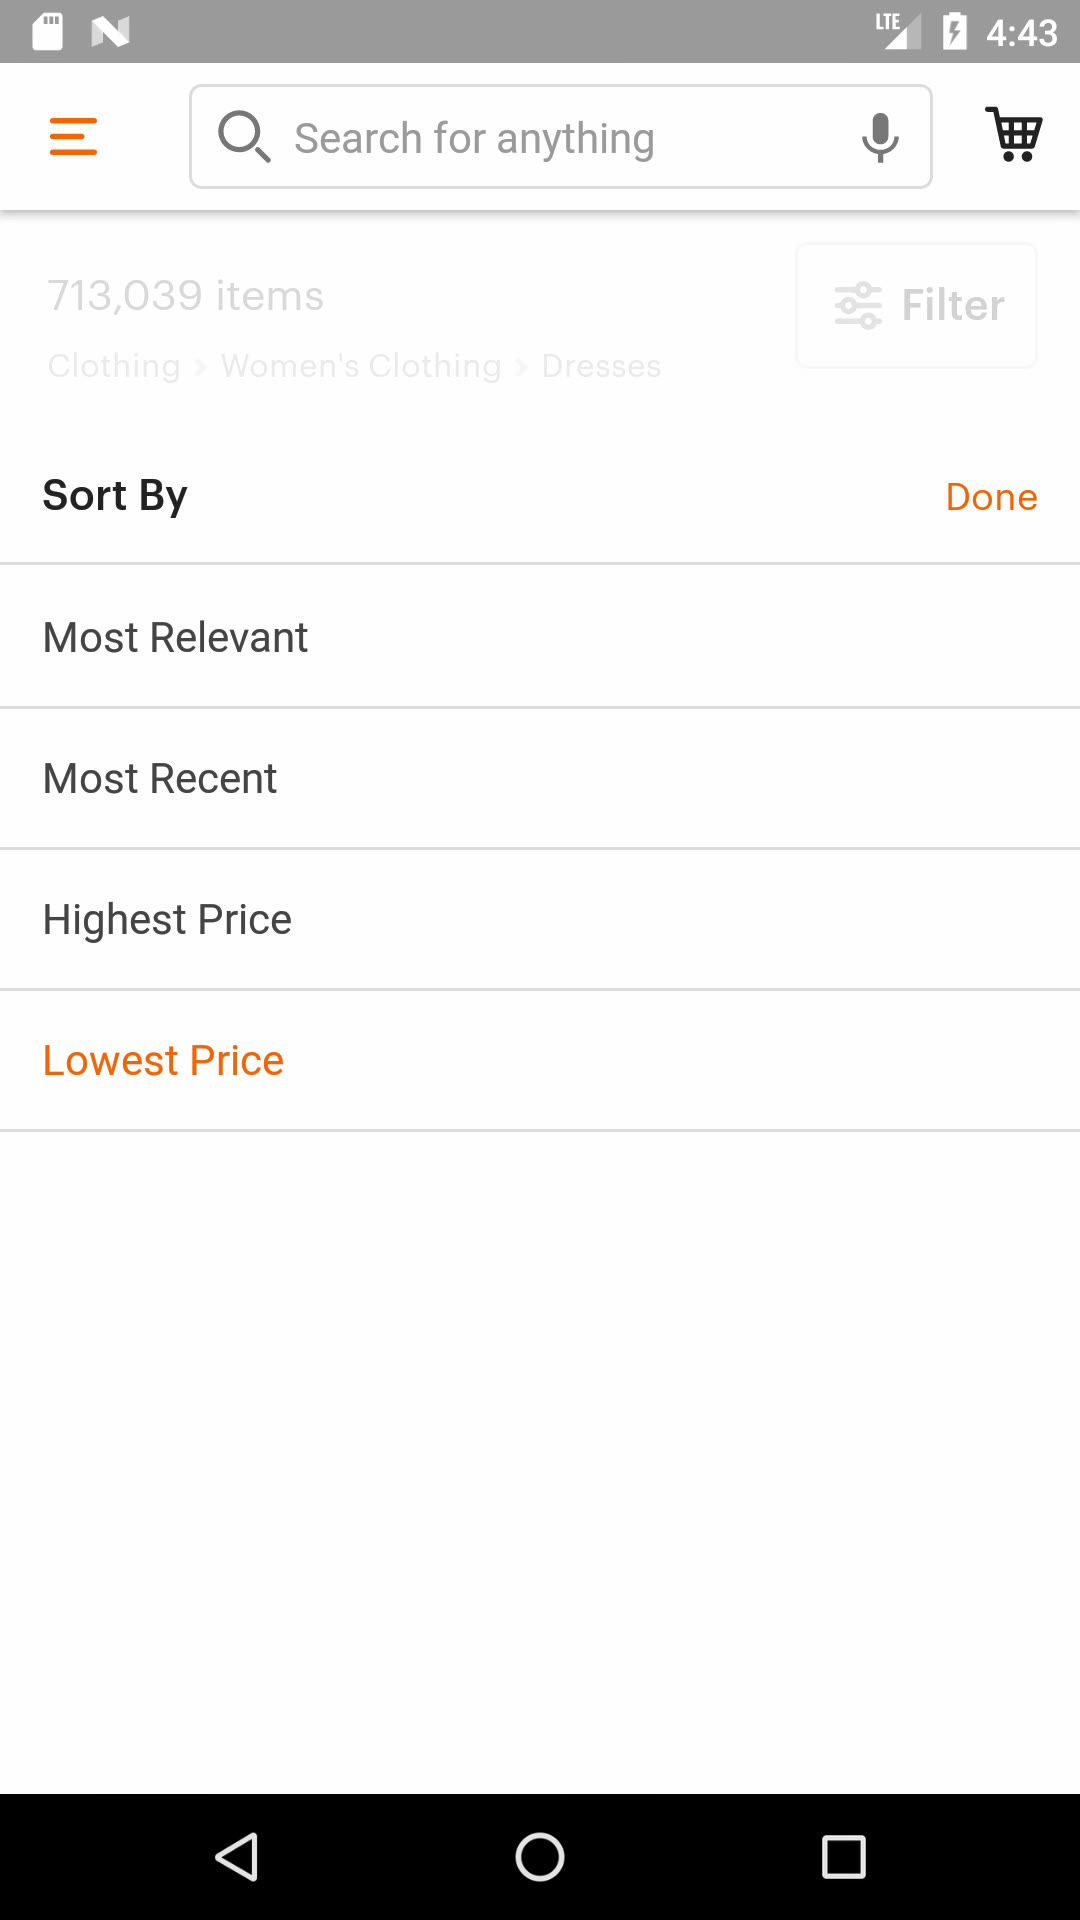 LTE 4:43
Search for anything
713,039 items
Filter
Clothing > Women's Clothing > Dresses
Sort By
Done
Most Relevant
Most Recent
Highest Price
Lowest Price